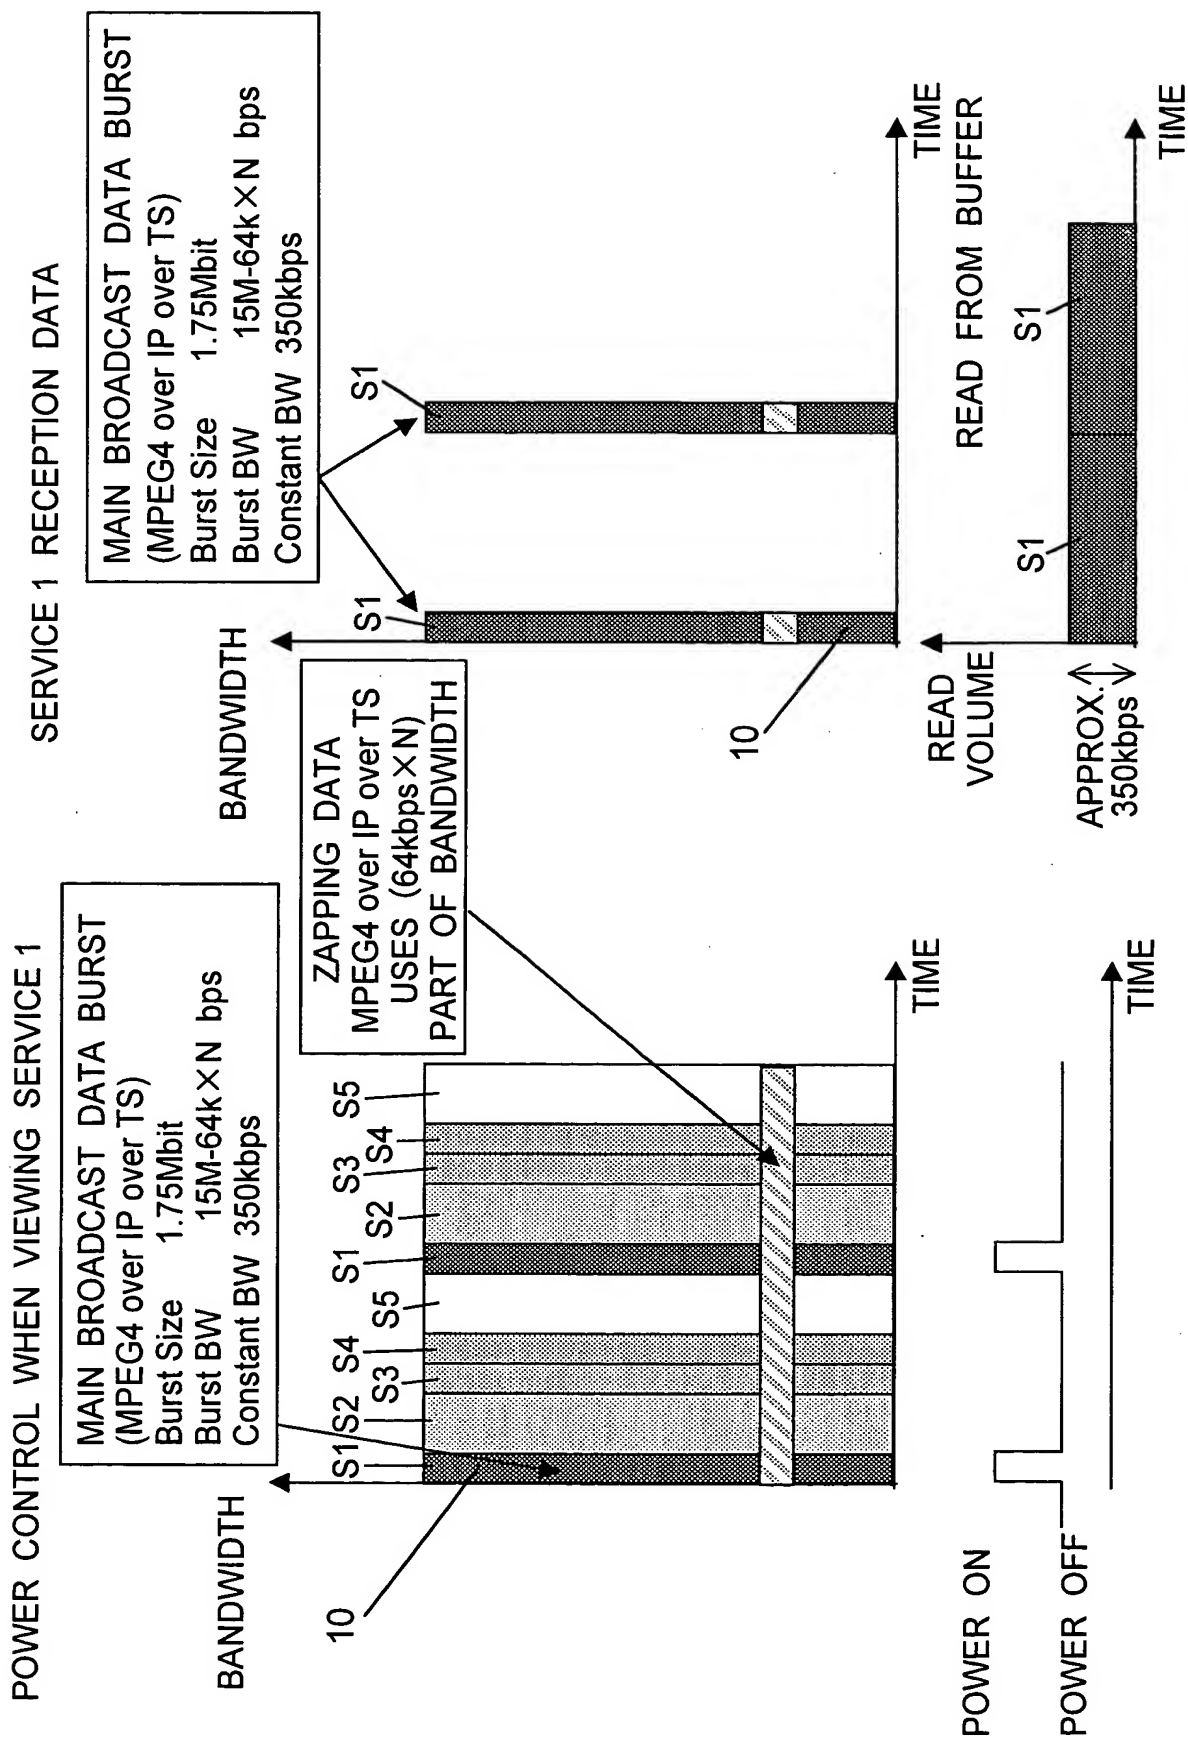 POWER CONTROL WHEN VIEWING SERVICE 1
MAIN BROADCAST DATA BURST
(MPEG4 over IP over TS)
Burst Size 1.75Mbit
Burst BW 15M-64k×N bps
Constant BW 350kbps
BANDWIDTH
10
S1
S2
S3
S4
S5
S1
S2
S3
S4
S5
ZAPPING DATA
MPEG4 over IP over TS
USES (64kbps×N)
PART OF BANDWIDTH
TIME
POWER ON
POWER OFF
TIME
SERVICE 1 RECEPTION DATA
MAIN BROADCAST DATA BURST
(MPEG4 over IP over TS)
Burst Size 1.75Mbit
Burst BW 15M-64k×N bps
Constant BW 350kbps
BANDWIDTH
S1
S1
10
TIME
READ FROM BUFFER
READ
VOLUME
S1
S1
APPROX.
350kbps
TIME